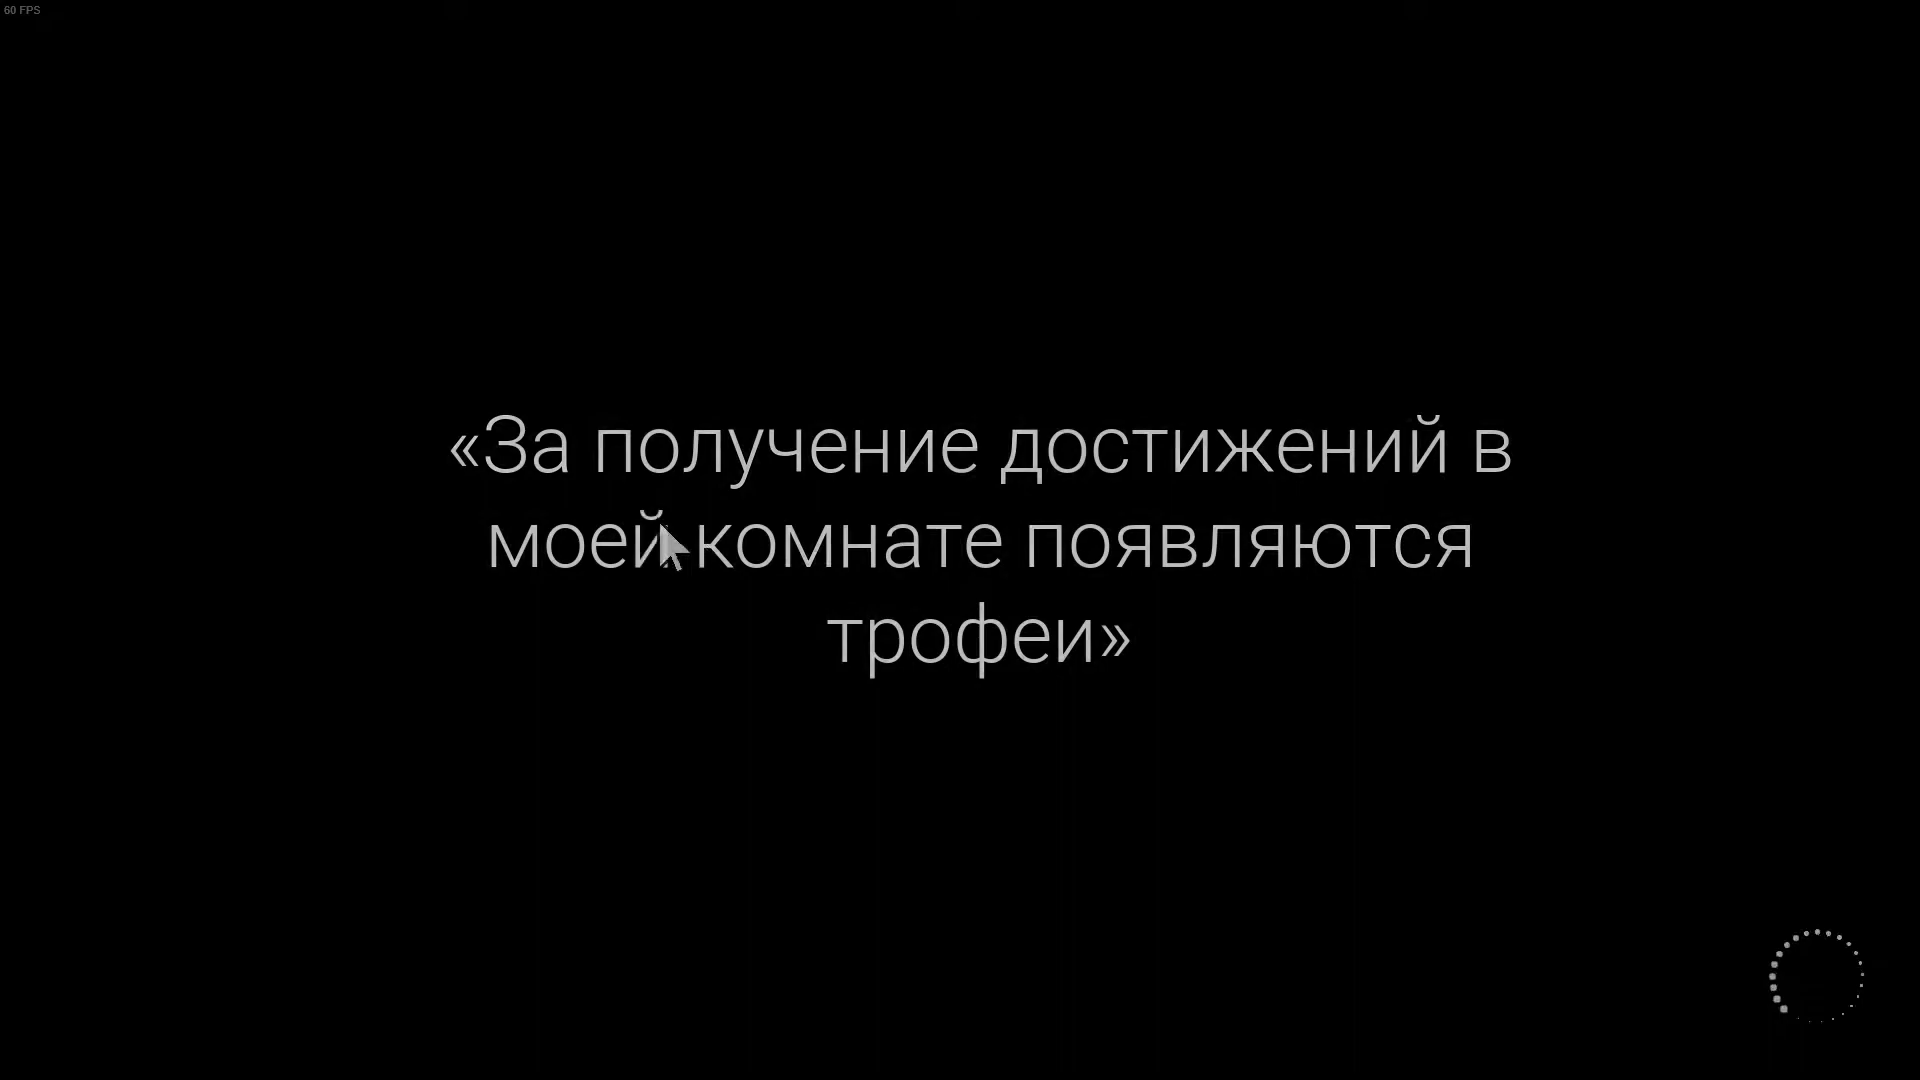 60 FPS
«За получение достижений в
моей комнате появляются
трофеи»